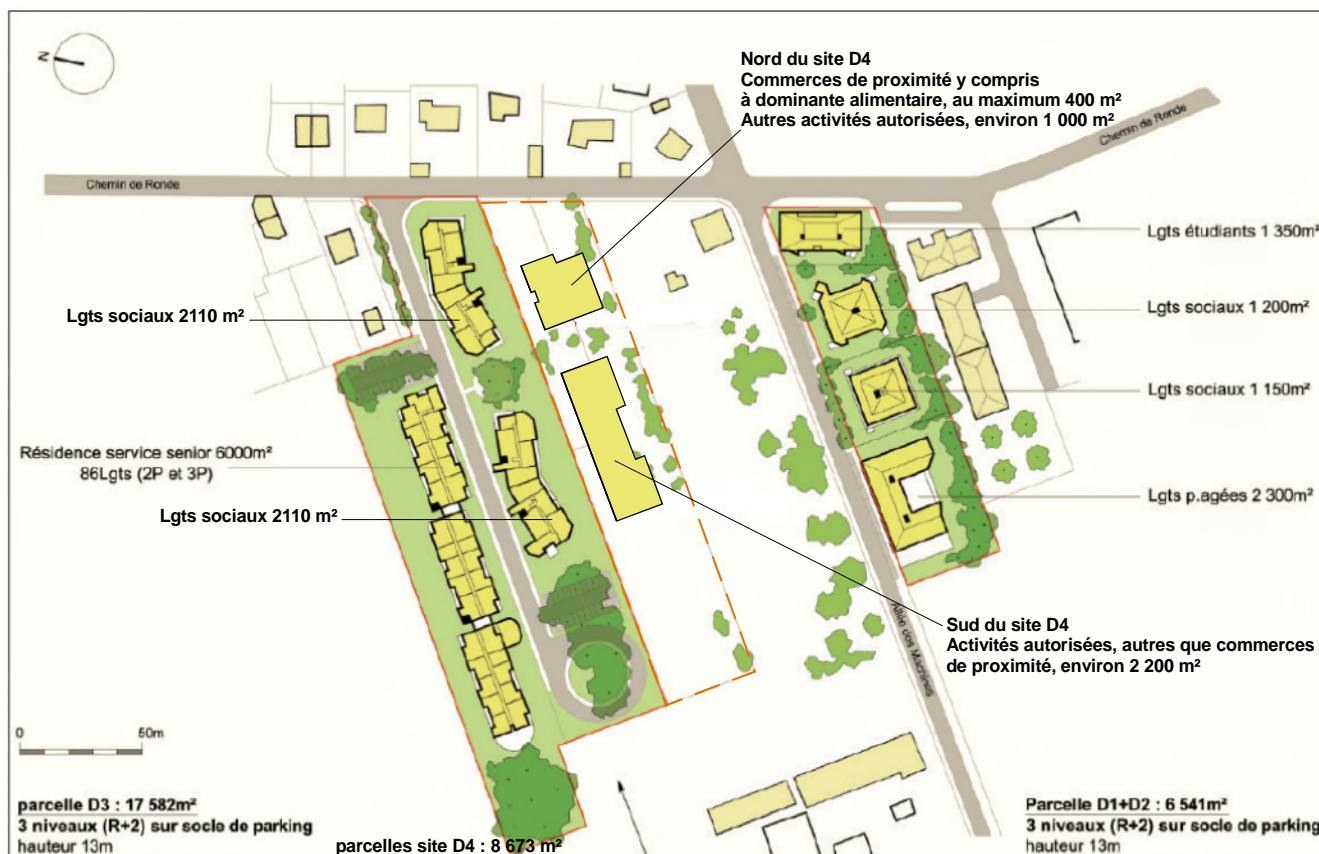 N
Nord du site D4
Commerces de proximité y compris
à dominante alimentaire, au maximum 400 m²
Autres activités autorisées, environ 1 000 m²
Chemin de Ronde
Chemin de Ronde
Lgts étudiants 1 350m²
Lgts sociaux 1 200m²
Lgts sociaux 2110 m²
Lgts sociaux 1 150m²
Résidence service senior 6000m²
86Lgts (2P et 3P)
Lgts p.agées 2 300m²
Lgts sociaux 2110 m²
Allée des Machines
Sud du site D4
Activités autorisées, autres que commerces
de proximité, environ 2 200 m²
0 50m
parcelle D3 : 17 582m²
3 niveaux (R+2) sur socle de parking
hauteur 13m
parcelles site D4 : 8 673 m²
Parcelle D1+D2 : 6 541m²
3 niveaux (R+2) sur socle de parking
hauteur 13m